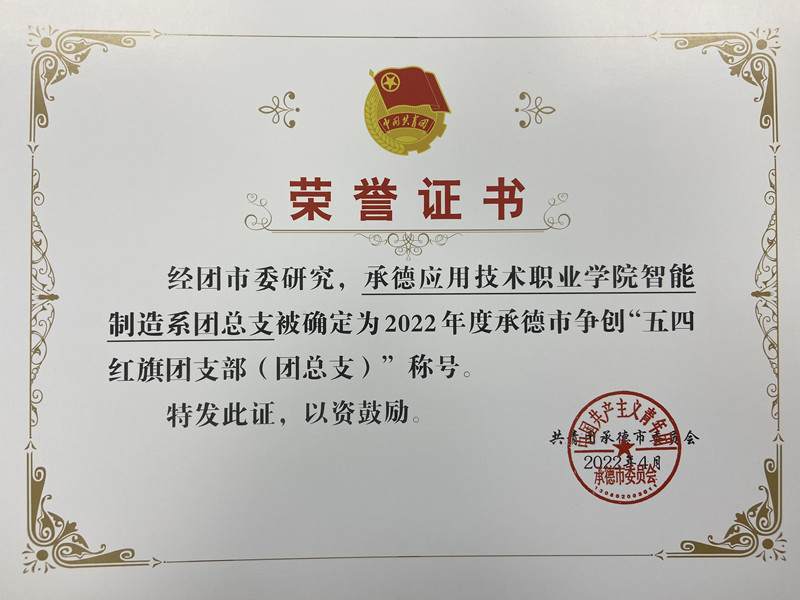 中国共青团
荣誉证书
经团市委研究，承德应用技术职业学院智能
制造系团总支被确定为2022年度承德市争创“五四
红旗团支部（团总支）”称号。
特发此证，以资鼓励。
共青团承德市委员会
2022年4月
中国共产主义青年团
承德市委员会